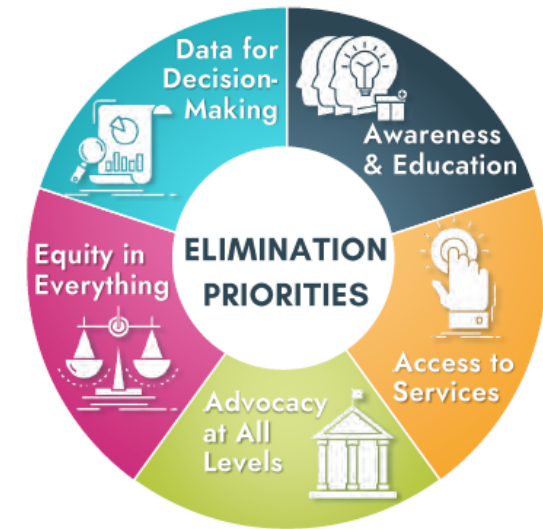 Data for
Decision-
Making
Awareness
& Education
ELIMINATION
PRIORITIES
Equity in
Everything
Access to
Services
Advocacy
at All
Levels